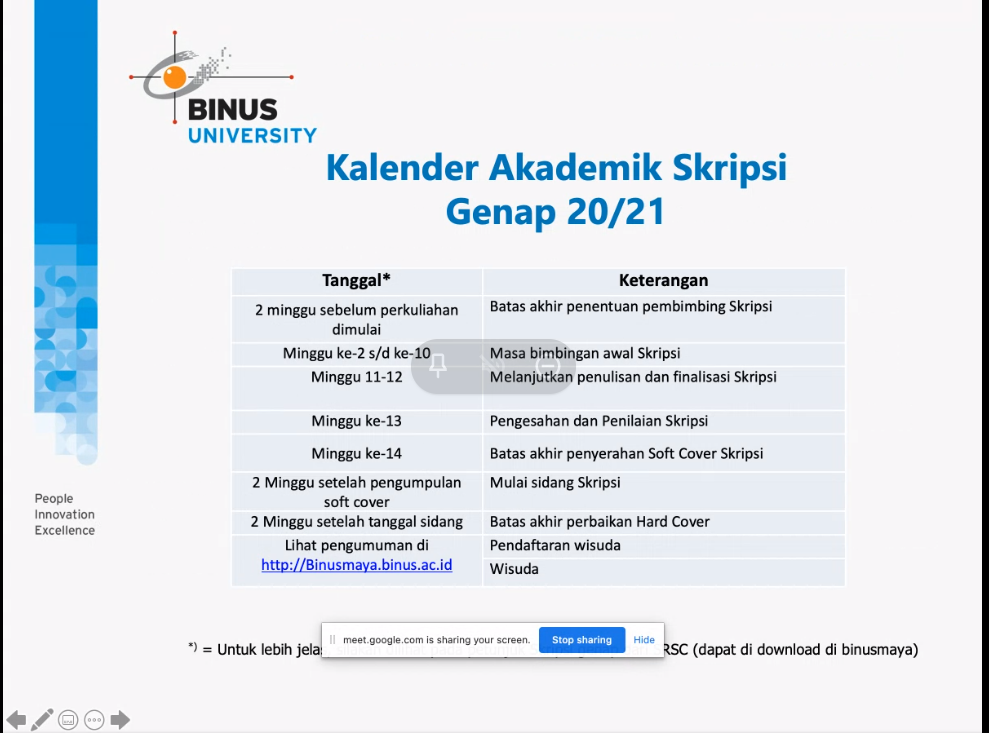 BINUS
UNIVERSITY
Kalender Akademik Skripsi
Genap 20/21
Tanggal*
Keterangan
2 minggu sebelum perkuliahan
dimulai
Batas akhir penentuan pembimbing Skripsi
Minggu ke-2 s/d ke-10
Masa bimbingan awal Skripsi
Minggu 11-12
Melanjutkan penulisan dan finalisasi Skripsi
Minggu ke-13
Pengesahan dan Penilaian Skripsi
Minggu ke-14
Batas akhir penyerahan Soft Cover Skripsi
2 Minggu setelah pengumpulan
soft cover
Mulai sidang Skripsi
2 Minggu setelah tanggal sidang
Batas akhir perbaikan Hard Cover
Lihat pengumuman di
http://Binusmaya.binus.ac.id
Pendaftaran wisuda
Wisuda
People
Innovation
Excellence
meet.google.com is sharing your screen.
Stop sharing
Hide
*) = Untuk lebih RSC (dapat di download di binusmaya)